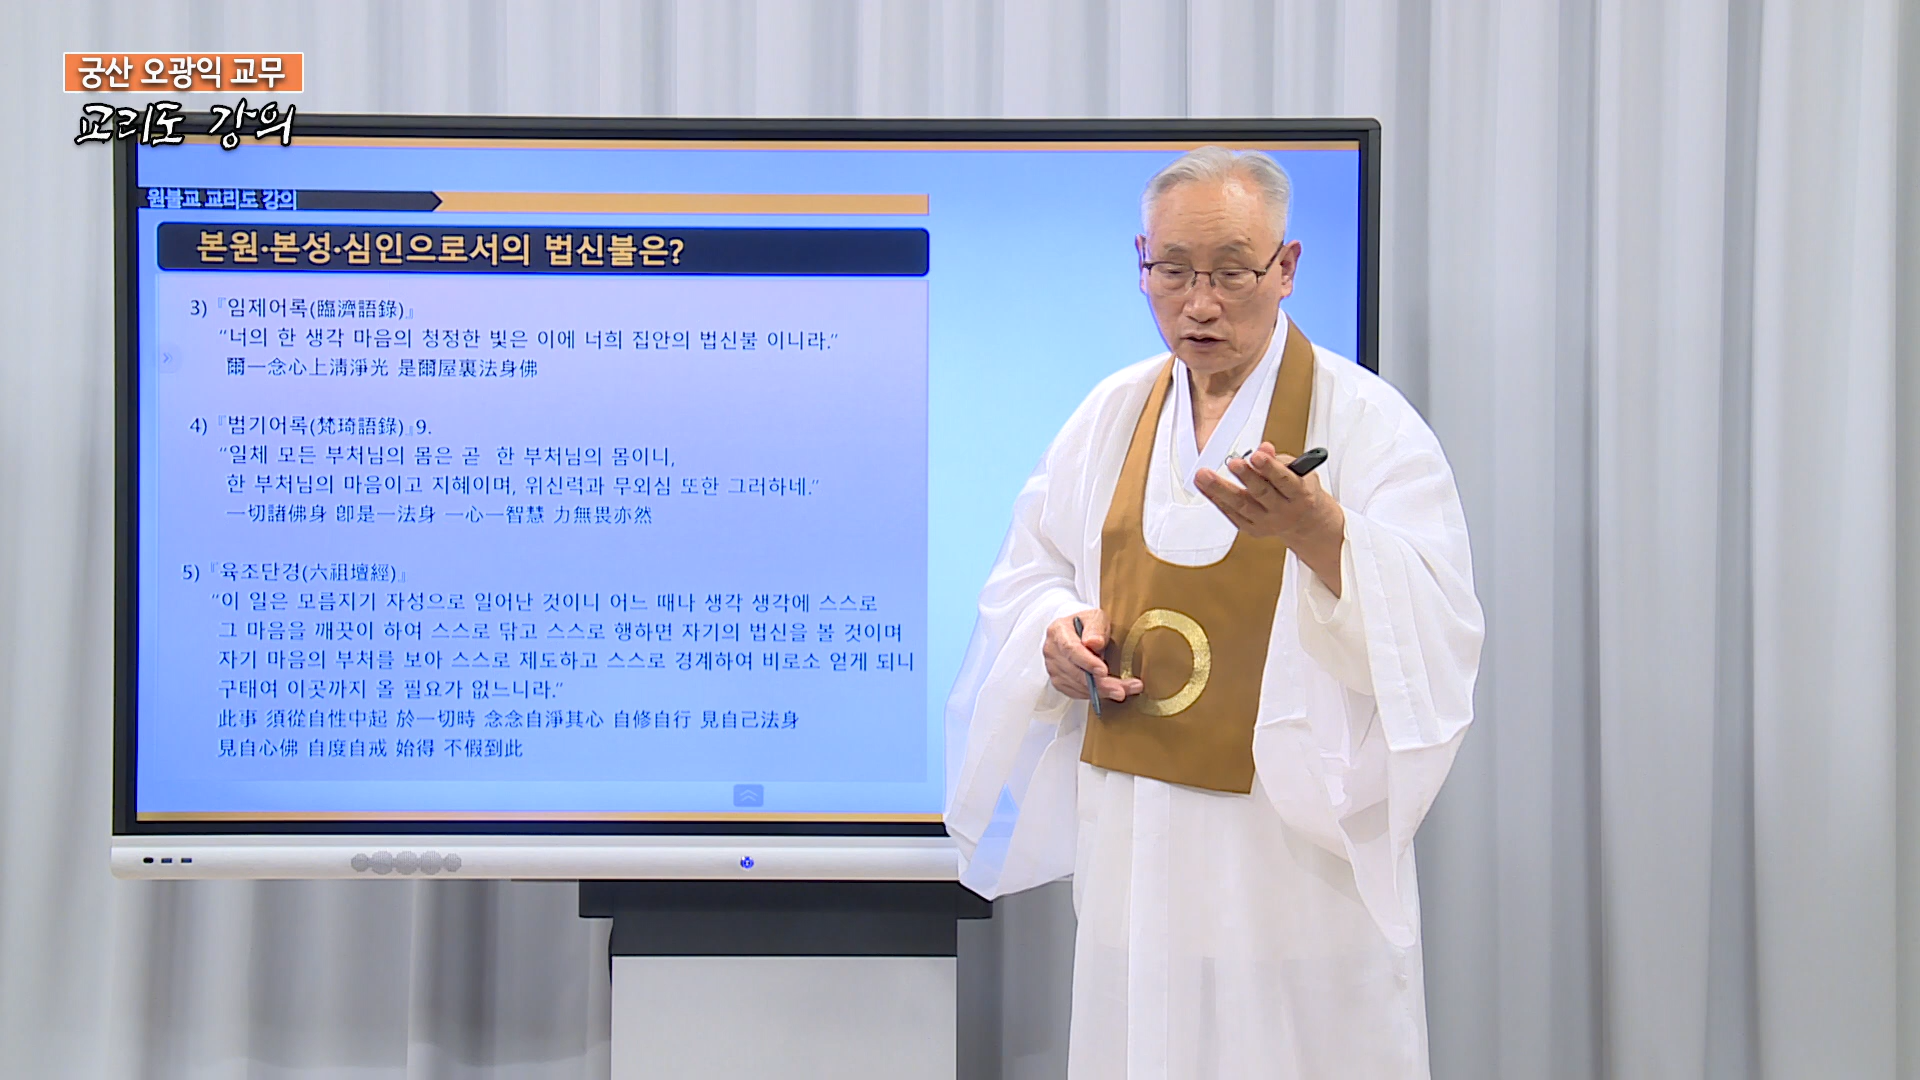 궁산 오광익 교무
교리도 강의
원불교 교리도 강의
본원·본성·심인으로서의 법신불은?
3) 『임제어록(臨濟語錄)』
“너의 한 생각 마음의 청정한 빛은 이에 너희 집안의 법신불 이니라.”
爾一念心上淸淨光 是爾屋裏法身佛
4) 『범기어록(梵琦語錄)』9.
“일체 모든 부처님의 몸은 곧 한 부처님의 몸이니,
한 부처님의 마음이고 지혜이며, 위신력과 무외심 또한 그러하네.”
一切諸佛身 卽是一法身 一心一智慧 力無畏亦然
5) 『육조단경(六祖壇經)』
“이 일은 모름지기 자성으로 일어난 것이니 어느 때나 생각 생각에 스스로
그 마음을 깨끗이 하여 스스로 닦고 스스로 행하면 자기의 법신을 볼 것이며
자기 마음의 부처를 보아 스스로 제도하고 스스로 경계하여 비로소 얻게 되니
구태여 이곳까지 올 필요가 없느니라.”
此事 須從自性中起 於一切時 念念自淨其心 自修自行 見自己法身
見自心佛 自度自戒 始得 不假到此